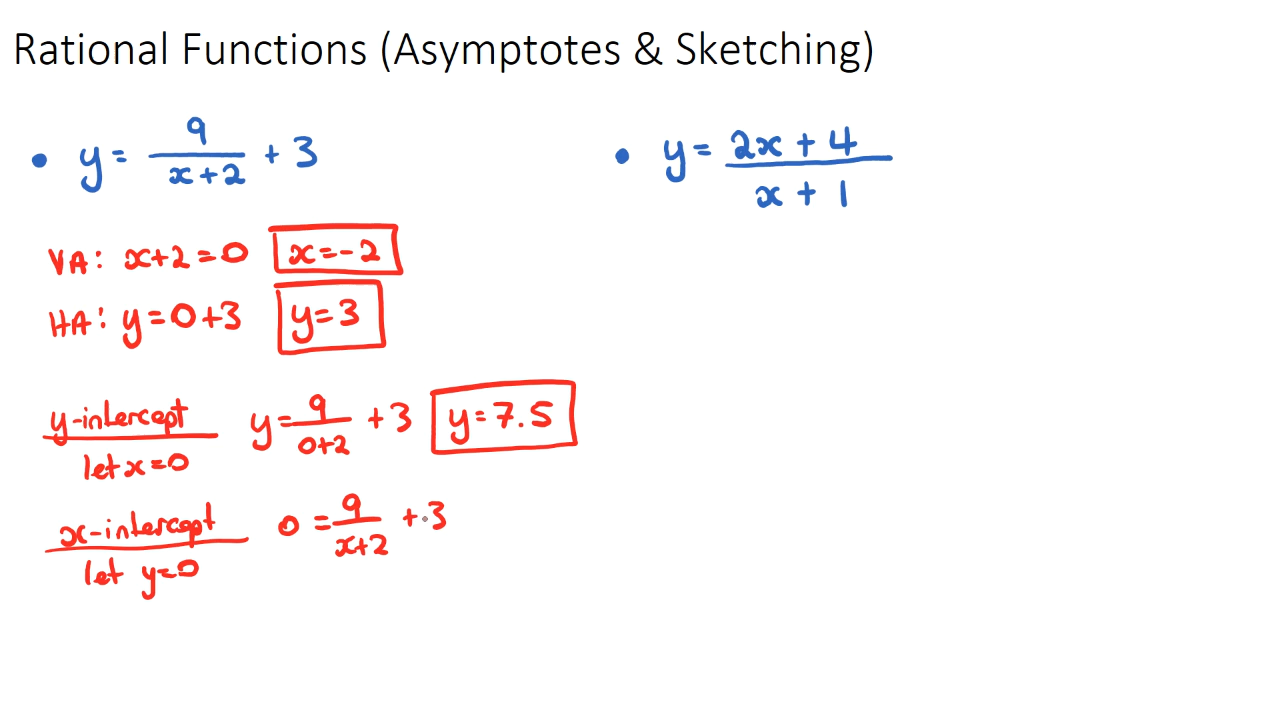 Rational Functions (Asymptotes & Sketching)
• y = 9/(x+2) + 3
VA: x+2=0 x=-2
HA: y=0+3 y=3
y-intercept y=9/(0+2) +3 y=7.5
let x=0
x-intercept 0=9/(x+2) +3
let y=0
• y = (2x+4)/(x+1)